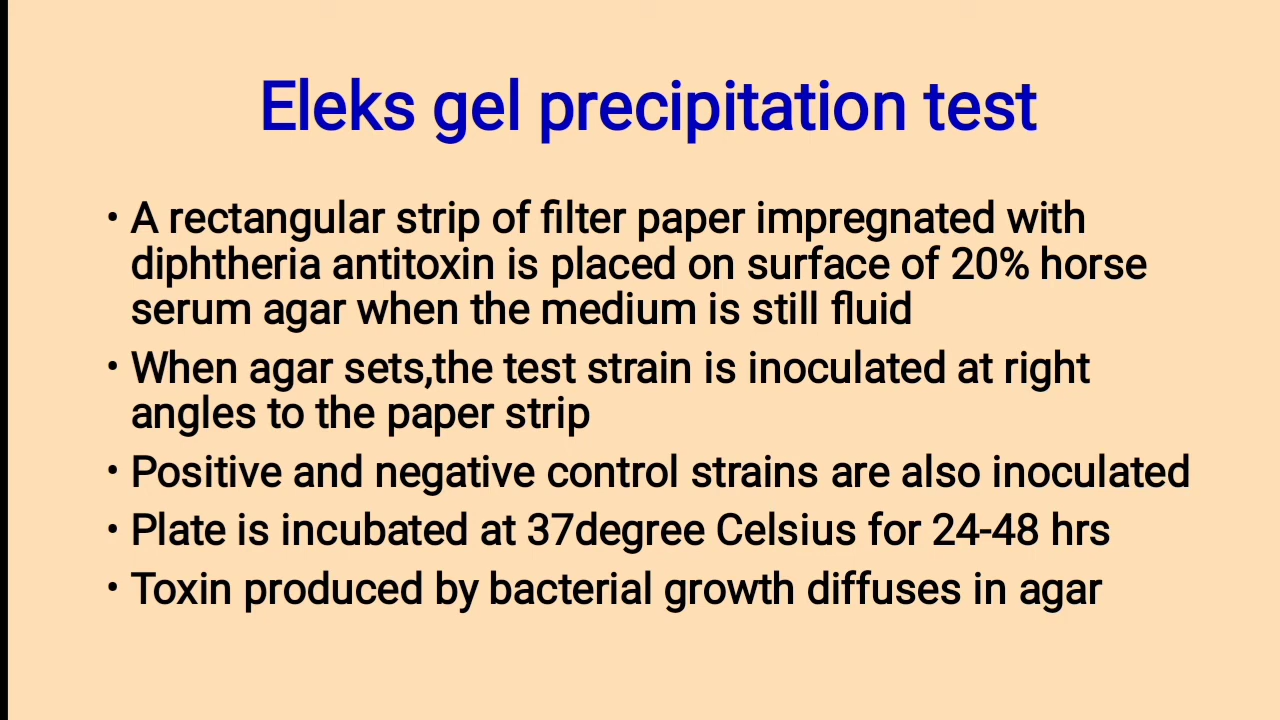 Eleks gel precipitation test
• A rectangular strip of filter paper impregnated with
diphtheria antitoxin is placed on surface of 20% horse
serum agar when the medium is still fluid
• When agar sets,the test strain is inoculated at right
angles to the paper strip
• Positive and negative control strains are also inoculated
• Plate is incubated at 37degree Celsius for 24-48 hrs
• Toxin produced by bacterial growth diffuses in agar